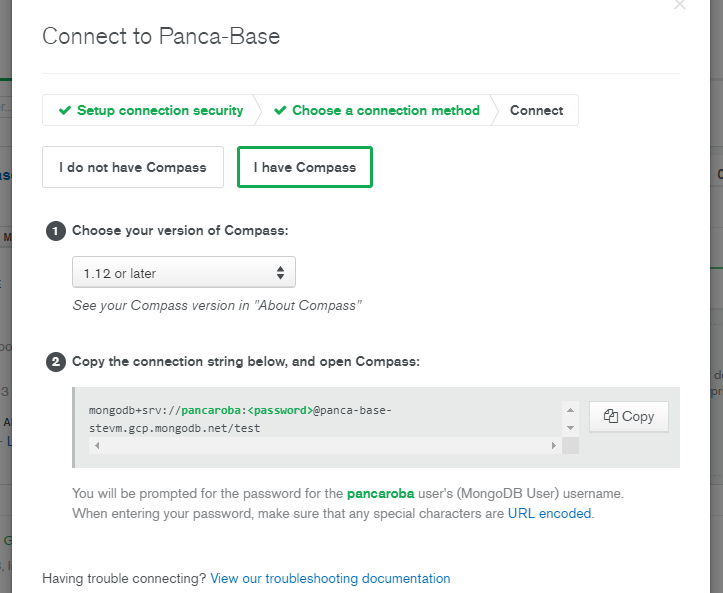 Connect to Panca-Base
Setup connection security
Choose a connection method
Connect
I do not have Compass
I have Compass
1 Choose your version of Compass:
1.12 or later
See your Compass version in "About Compass"
2 Copy the connection string below, and open Compass:
mongodb+srv://pancaroba:<password>@panca-base-
stevm.gcp.mongodb.net/test
Copy
You will be prompted for the password for the pancaroba user's (MongoDB User) username.
When entering your password, make sure that any special characters are URL encoded.
Having trouble connecting? View our troubleshooting documentation